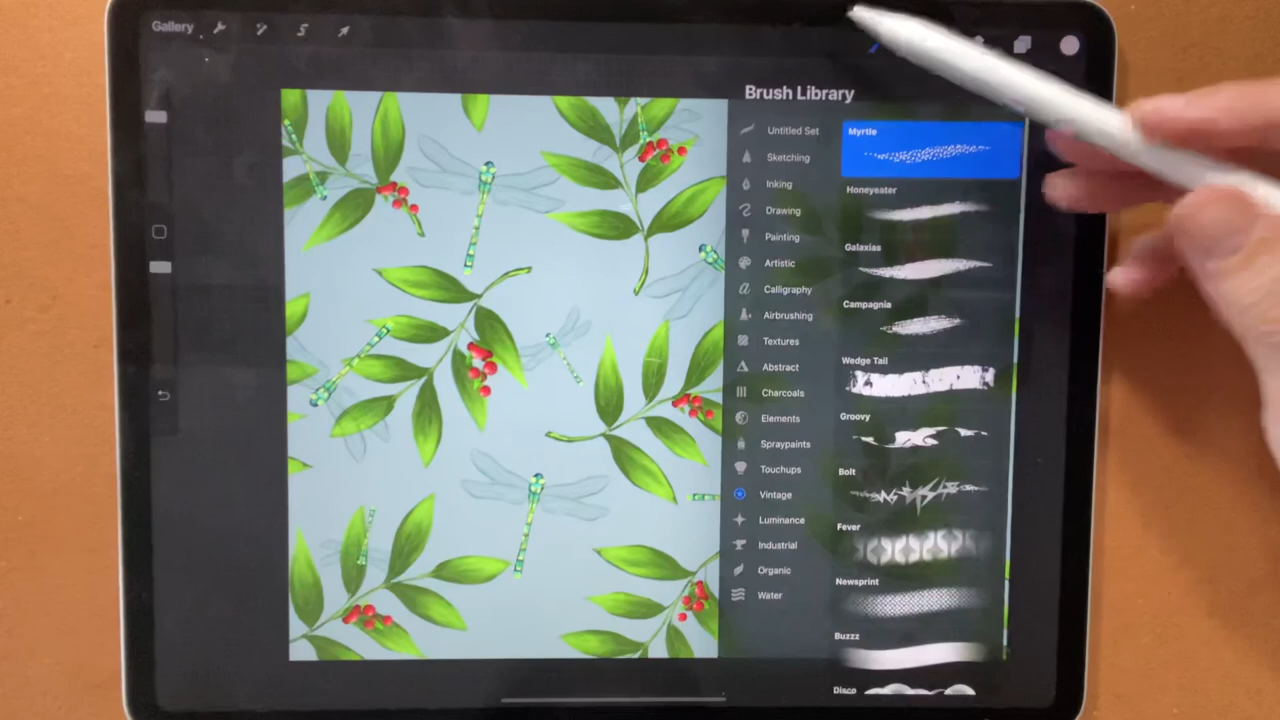 Gallery
Brush Library
Untitled Set
Sketching
Inking
Drawing
Painting
Artistic
Calligraphy
Airbrushing
Textures
Abstract
Charcoals
Elements
Spraypaints
Touchups
Vintage
Luminance
Industrial
Organic
Water
Myrtle
Honeyeater
Galaxias
Campagnia
Wedge Tail
Groovy
Bolt
Fever
Newsprint
Buzzz
Disco